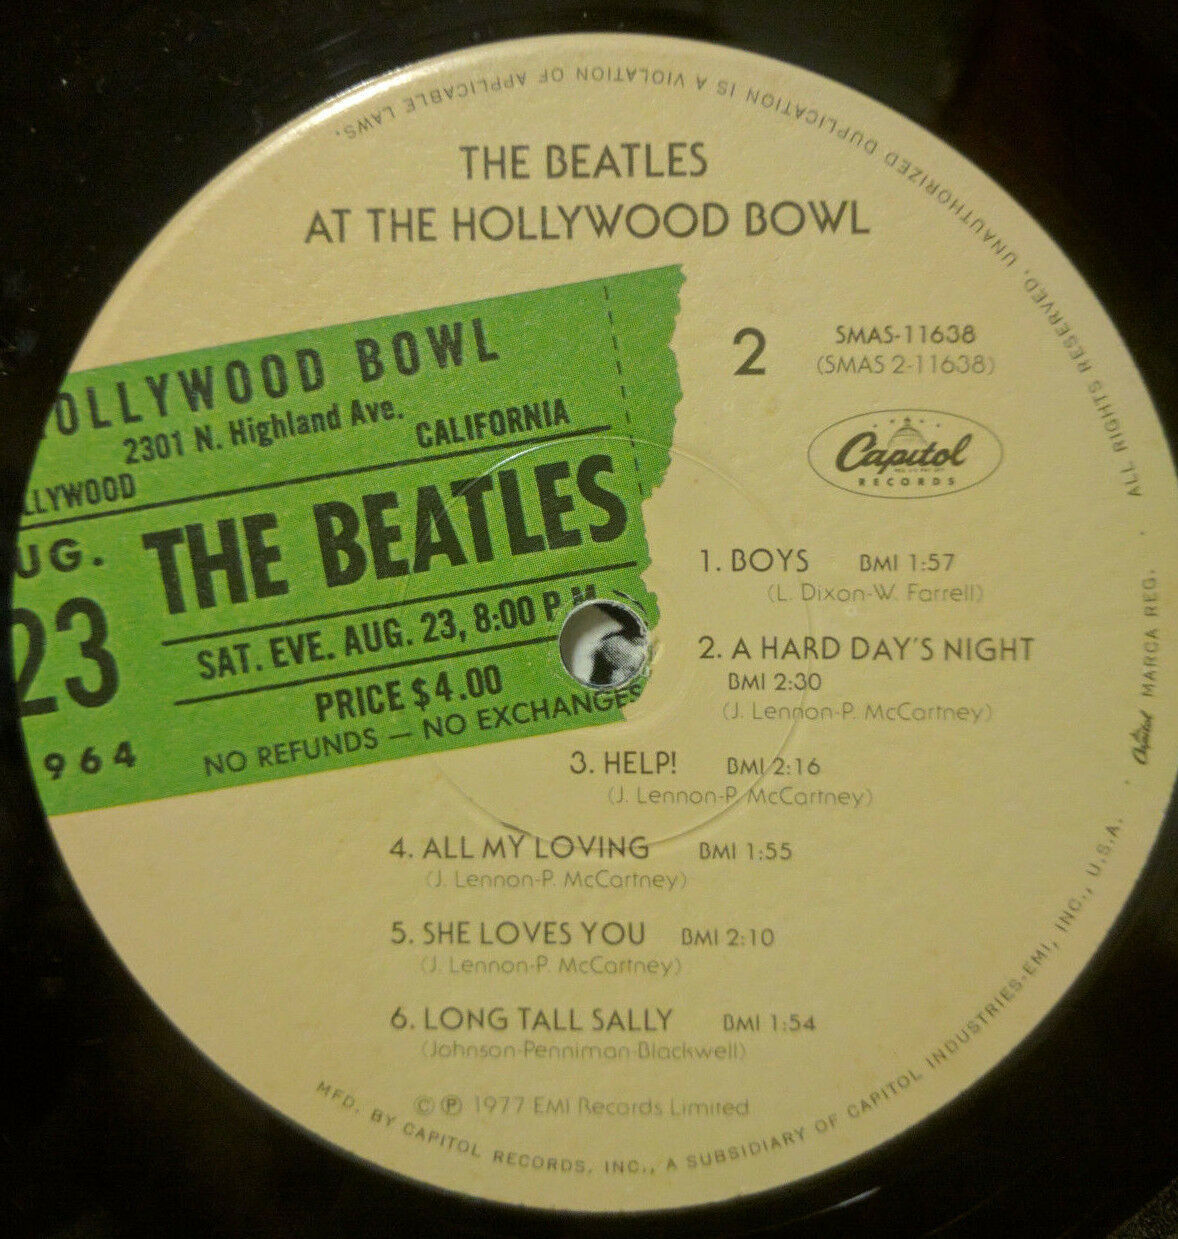 THE BEATLES
AT THE HOLLYWOOD BOWL
OLLYWOOD BOWL
2301 N. Highland Ave.
LLYWOOD CALIFORNIA
UG. THE BEATLES
23 SAT. EVE. AUG. 23, 8:00 P.M.
PRICE $4.00
964 NO REFUNDS — NO EXCHANGES
2 SMAS-11638
(SMAS 2-11638)
Capitol
RECORDS
1. BOYS BMI 1:57
(L. Dixon-W. Farrell)
2. A HARD DAY'S NIGHT
BMI 2:30
(J. Lennon-P. McCartney)
3. HELP! BMI 2:16
(J. Lennon-P. McCartney)
4. ALL MY LOVING BMI 1:55
(J. Lennon-P. McCartney)
5. SHE LOVES YOU BMI 2:10
(J. Lennon-P. McCartney)
6. LONG TALL SALLY BMI 1:54
(Johnson-Penniman-Blackwell)
©℗ 1977 EMI Records Limited
MFD. BY CAPITOL RECORDS, INC., A SUBSIDIARY OF CAPITOL INDUSTRIES-EMI, INC., U.S.A. · Capitol MARCA REG. · ALL RIGHTS RESERVED. UNAUTHORIZED DUPLICATION IS A VIOLATION OF APPLICABLE LAWS.